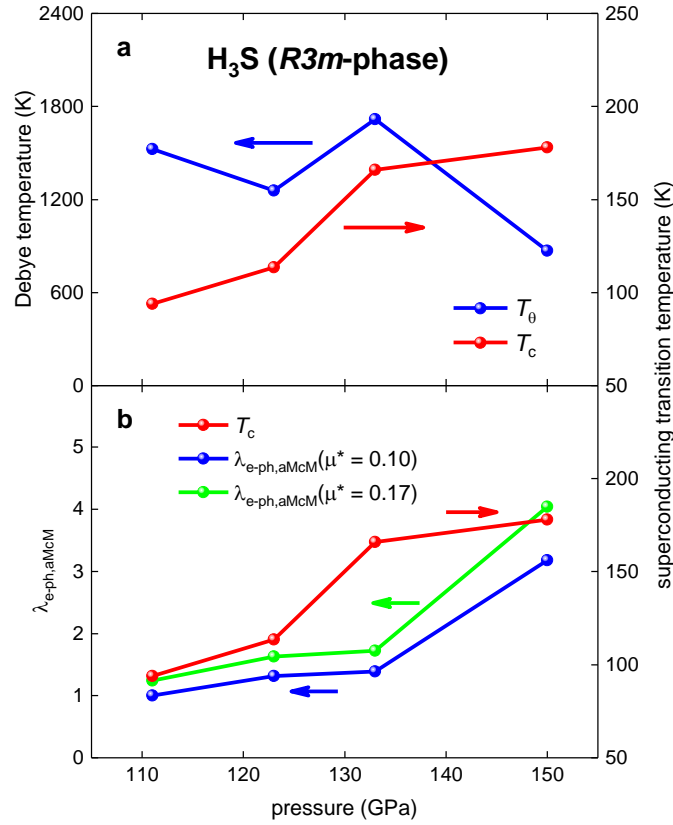 a
H₃S (R3m-phase)
Debye temperature (K)
2400
1800
1200
600
0
250
200
150
100
50
superconducting transition temperature (K)
Tθ
Tc
b
Tc
λe-ph,aMcM(μ* = 0.10)
λe-ph,aMcM(μ* = 0.17)
λe-ph,aMcM
5
4
3
2
1
0
200
150
100
50
110 120 130 140 150
pressure (GPa)